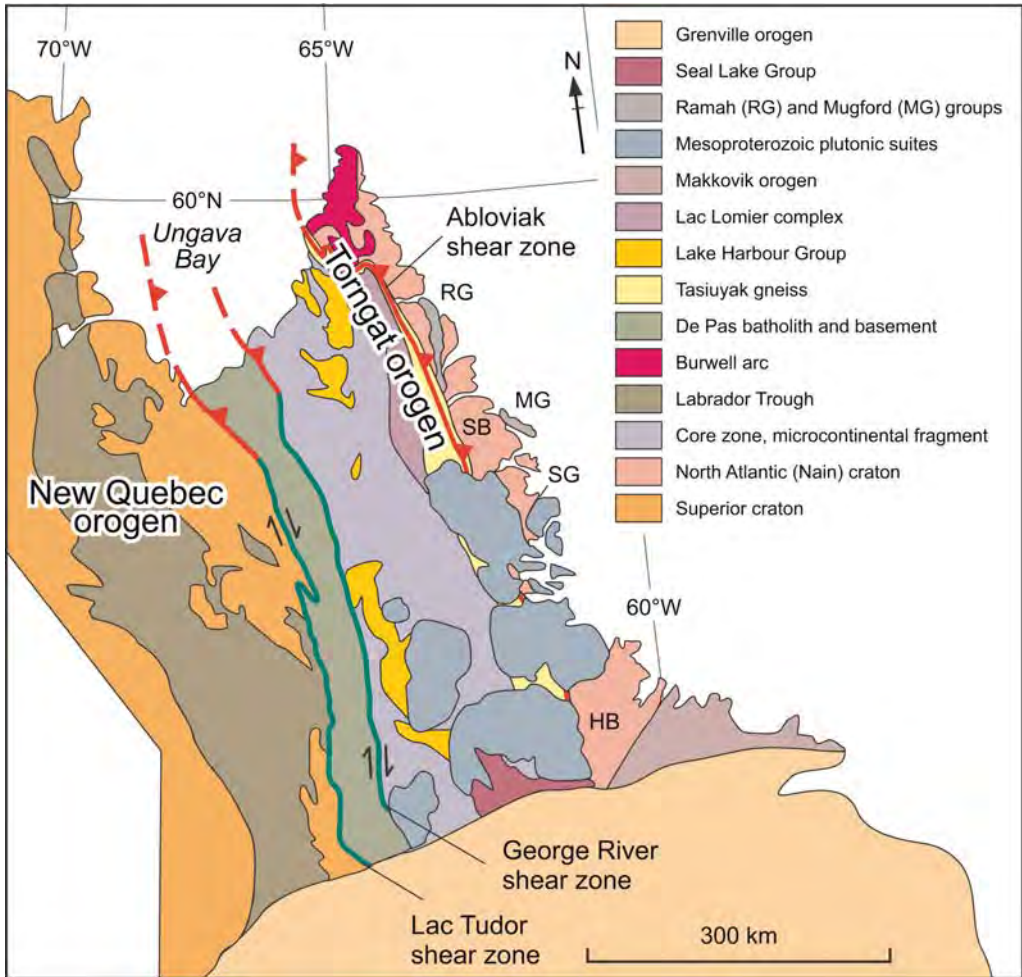 70°W
65°W
N
60°N
Ungava
Bay
Abloviak
shear zone
Torngat orogen
RG
MG
SB
SG
New Quebec
orogen
60°W
HB
George River
shear zone
Lac Tudor
shear zone
300 km
Grenville orogen
Seal Lake Group
Ramah (RG) and Mugford (MG) groups
Mesoproterozoic plutonic suites
Makkovik orogen
Lac Lomier complex
Lake Harbour Group
Tasiuyak gneiss
De Pas batholith and basement
Burwell arc
Labrador Trough
Core zone, microcontinental fragment
North Atlantic (Nain) craton
Superior craton